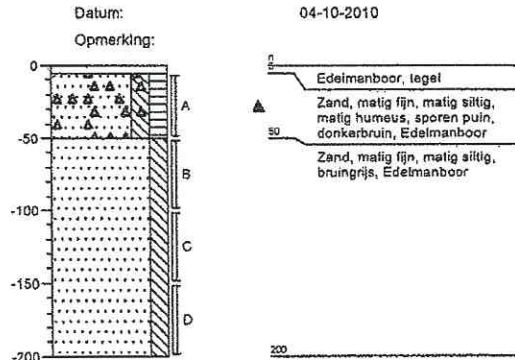 Datum: 04-10-2010
Opmerking:
0
-50
-100
-150
-200
A
B
C
D
0
5
Edelmanboor, tegel
Zand, matig fijn, matig siltig,
matig humeus, sporen puin,
donkerbruin, Edelmanboor
50
Zand, matig fijn, matig siltig,
bruingrijs, Edelmanboor
200